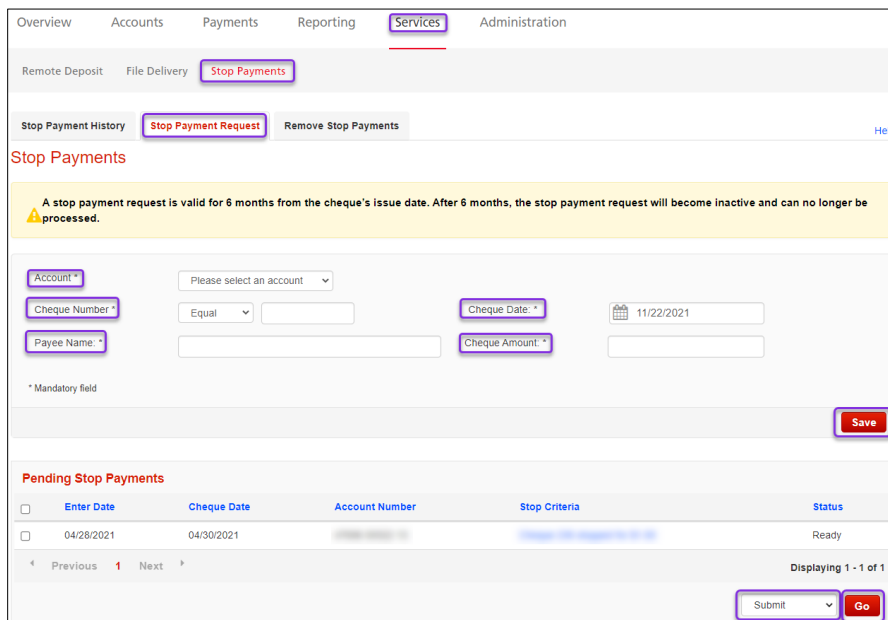 Overview Accounts Payments Reporting Services Administration
Remote Deposit File Delivery Stop Payments
Stop Payment History Stop Payment Request Remove Stop Payments
He
Stop Payments
A stop payment request is valid for 6 months from the cheque's issue date. After 6 months, the stop payment request will become inactive and can no longer be
processed.
Account * Please select an account
Cheque Number * Equal Cheque Date: * 11/22/2021
Payee Name: * Cheque Amount: *
* Mandatory field
Save
Pending Stop Payments
Enter Date Cheque Date Account Number Stop Criteria Status
04/28/2021 04/30/2021 Ready
Previous 1 Next Displaying 1 - 1 of 1
Submit Go